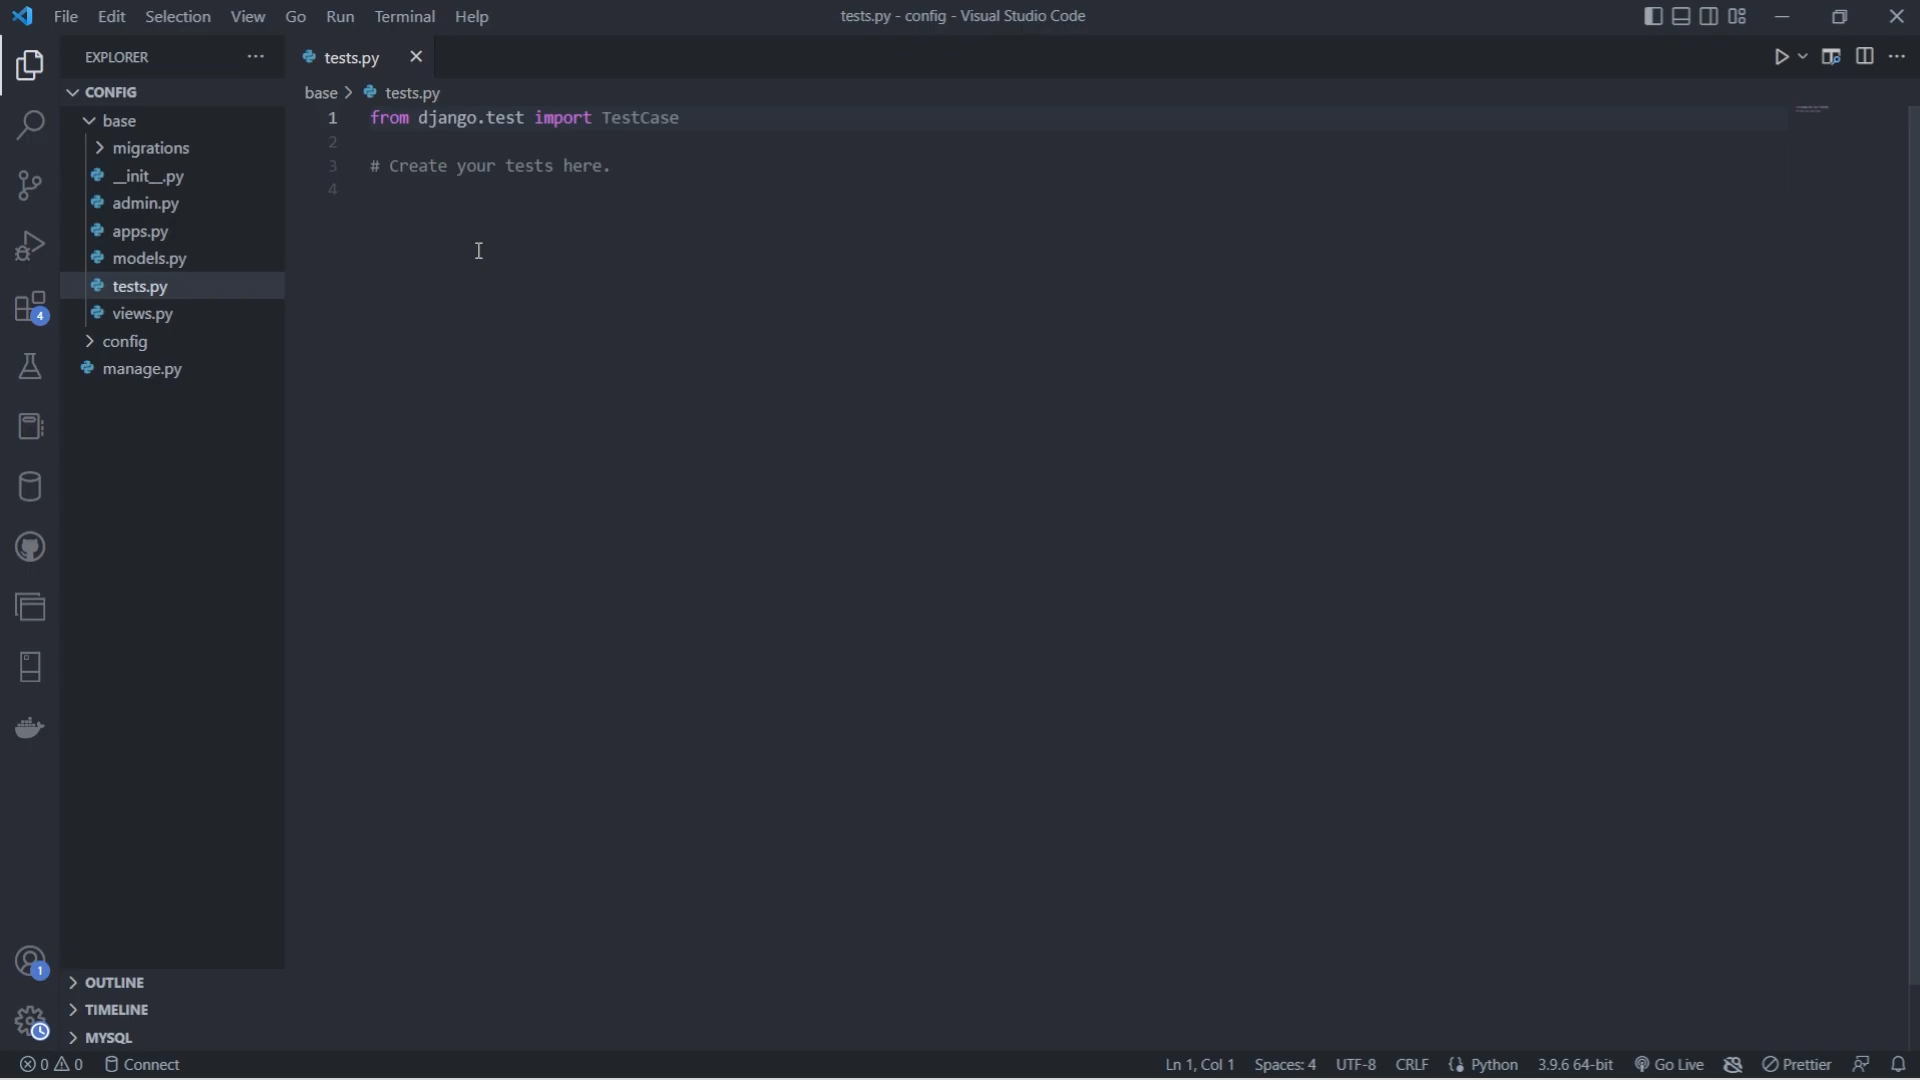 File Edit Selection View Go Run Terminal Help
tests.py - config - Visual Studio Code
EXPLORER
tests.py
CONFIG
base > tests.py
base
migrations
__init__.py
admin.py
apps.py
models.py
tests.py
views.py
config
manage.py
1 from django.test import TestCase
2
3 # Create your tests here.
4
4
1
OUTLINE
TIMELINE
MYSQL
0 0 Connect
Ln 1, Col 1 Spaces: 4 UTF-8 CRLF Python 3.9.6 64-bit Go Live Prettier